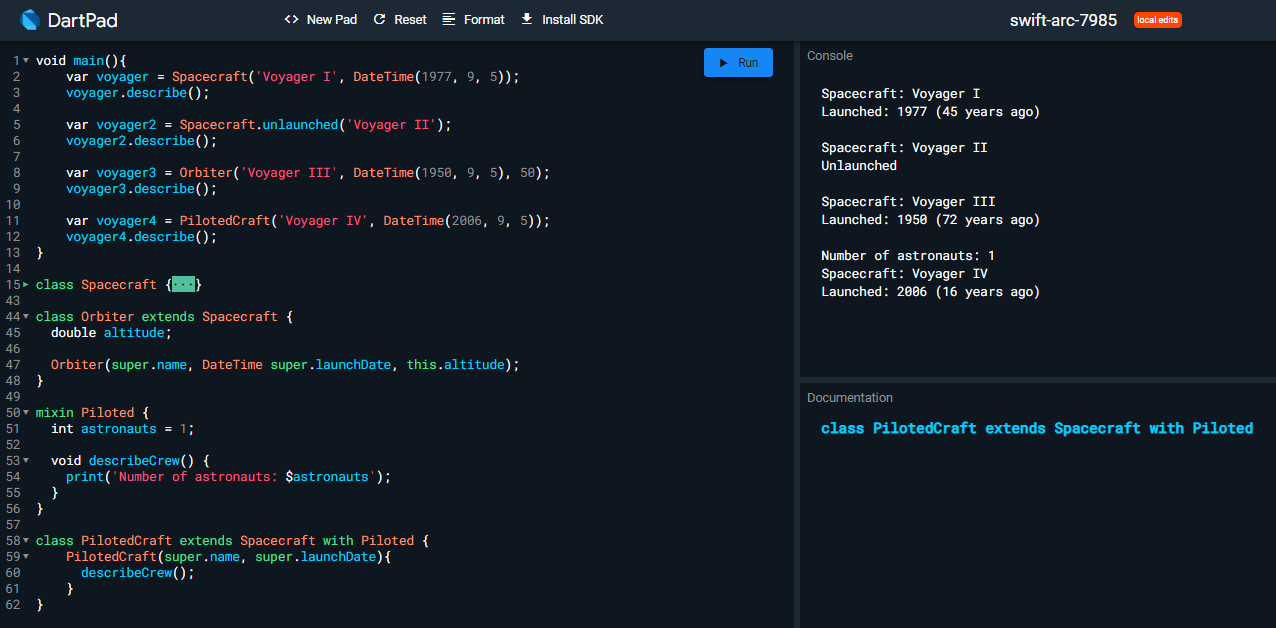 DartPad
<> New Pad Reset Format Install SDK
swift-arc-7985 local edits
Run
1 void main(){
2 var voyager = Spacecraft('Voyager I', DateTime(1977, 9, 5));
3 voyager.describe();
4
5 var voyager2 = Spacecraft.unlaunched('Voyager II');
6 voyager2.describe();
7
8 var voyager3 = Orbiter('Voyager III', DateTime(1950, 9, 5), 50);
9 voyager3.describe();
10
11 var voyager4 = PilotedCraft('Voyager IV', DateTime(2006, 9, 5));
12 voyager4.describe();
13 }
14
15 class Spacecraft {...}
43
44 class Orbiter extends Spacecraft {
45 double altitude;
46
47 Orbiter(super.name, DateTime super.launchDate, this.altitude);
48 }
49
50 mixin Piloted {
51 int astronauts = 1;
52
53 void describeCrew() {
54 print('Number of astronauts: $astronauts');
55 }
56 }
57
58 class PilotedCraft extends Spacecraft with Piloted {
59 PilotedCraft(super.name, super.launchDate){
60 describeCrew();
61 }
62 }
Console
Spacecraft: Voyager I
Launched: 1977 (45 years ago)
Spacecraft: Voyager II
Unlaunched
Spacecraft: Voyager III
Launched: 1950 (72 years ago)
Number of astronauts: 1
Spacecraft: Voyager IV
Launched: 2006 (16 years ago)
Documentation
class PilotedCraft extends Spacecraft with Piloted